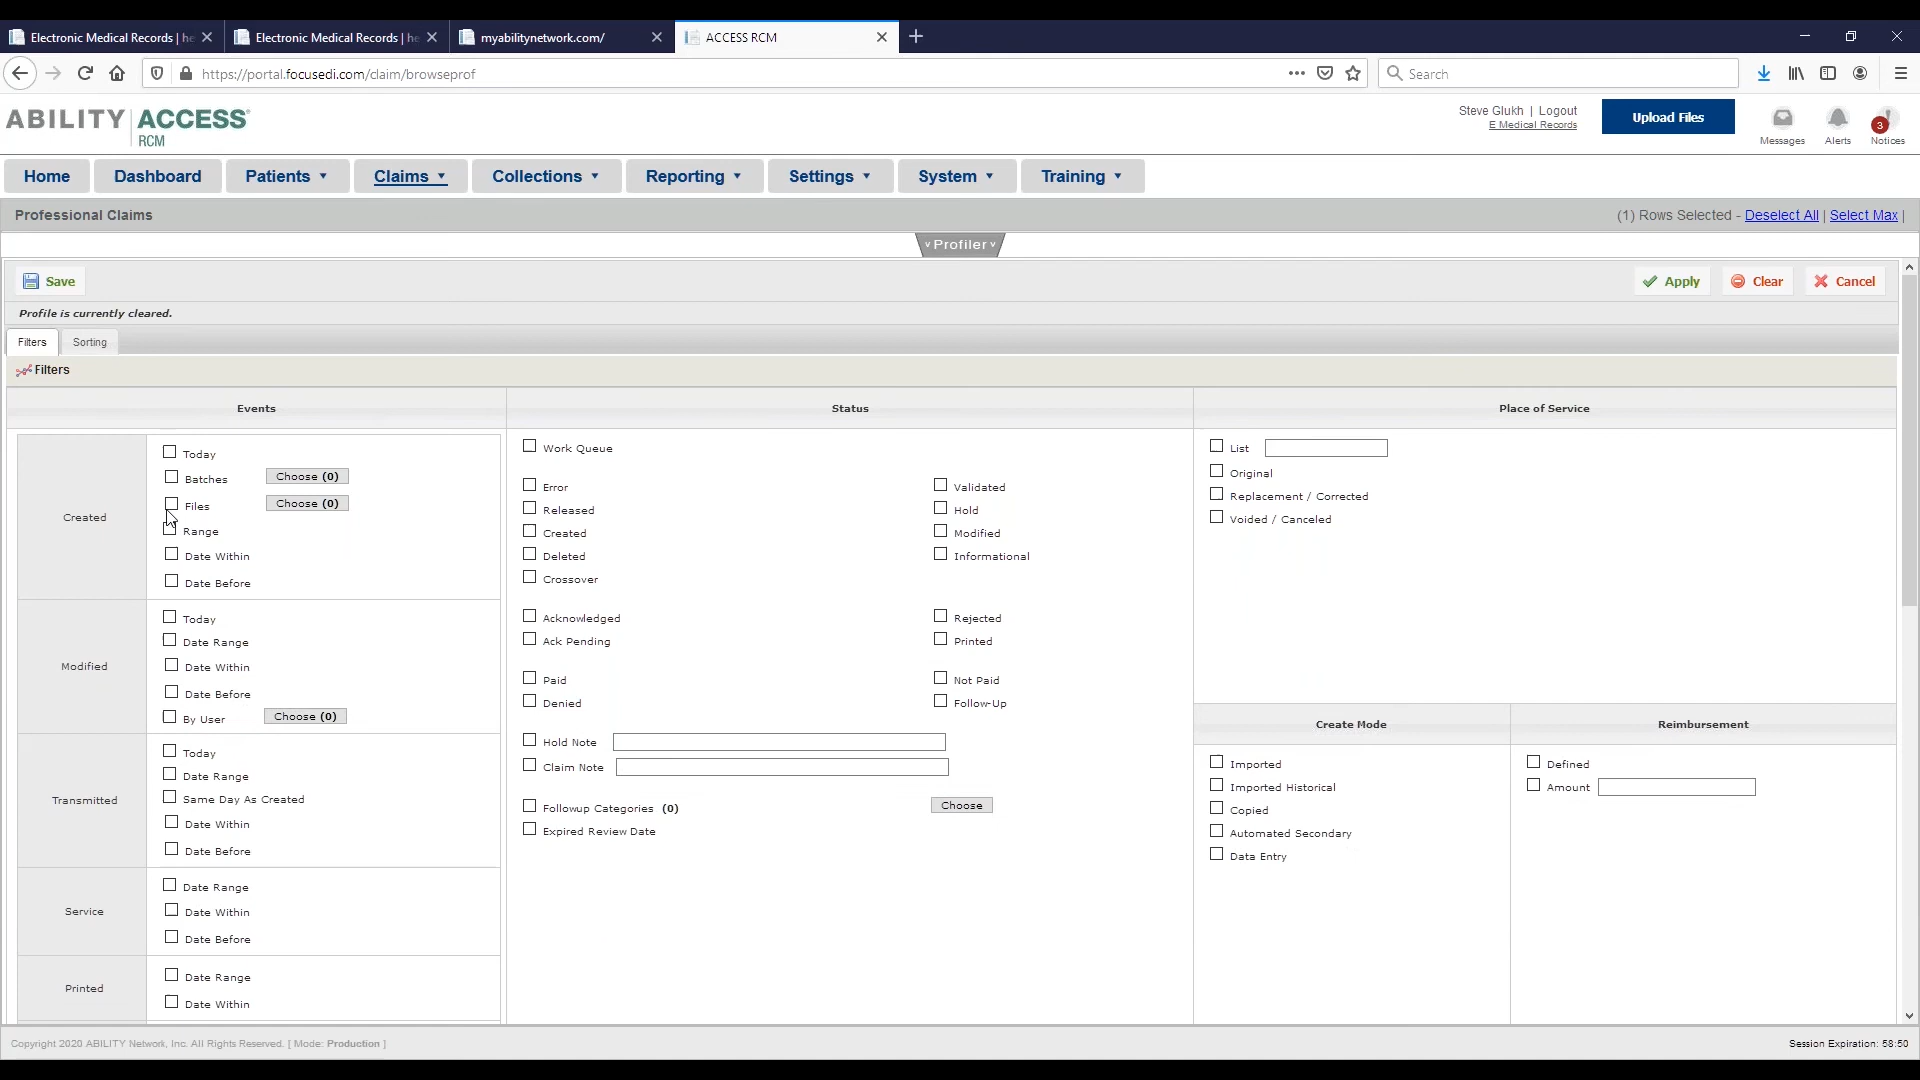 Electronic Medical Records | he
Electronic Medical Records | he
myabilitynetwork.com/
ACCESS RCM
https://portal.focusedi.com/claim/browseprof
Search
ABILITY ACCESS
RCM
Steve Glukh | Logout
E Medical Records
Upload Files
Messages
Alerts
3
Notices
Home
Dashboard
Patients
Claims
Collections
Reporting
Settings
System
Training
Professional Claims
(1) Rows Selected - Deselect All | Select Max |
Profiler
Save
Apply
Clear
Cancel
Profile is currently cleared.
Filters
Sorting
Filters
Events
Status
Place of Service
Created
Today
Batches
Choose (0)
Files
Choose (0)
Range
Date Within
Date Before
Modified
Today
Date Range
Date Within
Date Before
By User
Choose (0)
Transmitted
Today
Date Range
Same Day As Created
Date Within
Date Before
Service
Date Range
Date Within
Date Before
Printed
Date Range
Date Within
Work Queue
Error
Validated
Released
Hold
Created
Modified
Deleted
Informational
Crossover
Acknowledged
Rejected
Ack Pending
Printed
Paid
Not Paid
Denied
Follow-Up
Hold Note
Claim Note
Followup Categories (0)
Choose
Expired Review Date
List
Original
Replacement / Corrected
Voided / Canceled
Create Mode
Reimbursement
Imported
Imported Historical
Copied
Automated Secondary
Data Entry
Defined
Amount
Copyright 2020 ABILITY Network, Inc. All Rights Reserved. [ Mode: Production ]
Session Expiration: 58:50